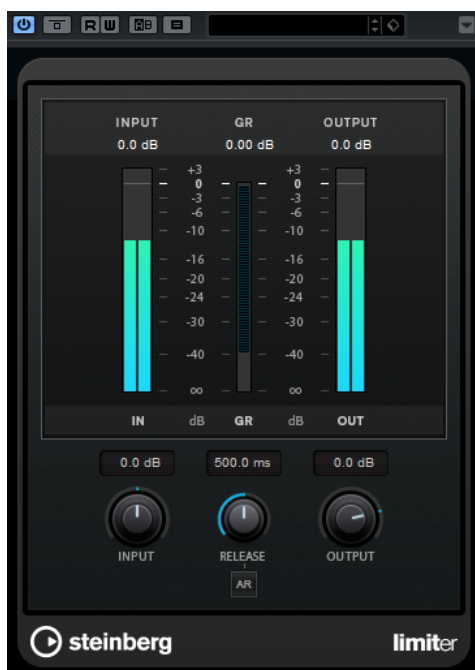 R W A B
INPUT GR OUTPUT
0.0 dB 0.00 dB 0.0 dB
+3 +3
0 0
-3 -3
-6 -6
-10 -10
-16 -16
-20 -20
-24 -24
-30 -30
-40 -40
∞ ∞
IN dB GR dB OUT
0.0 dB 500.0 ms 0.0 dB
INPUT RELEASE OUTPUT
AR
steinberg limiter